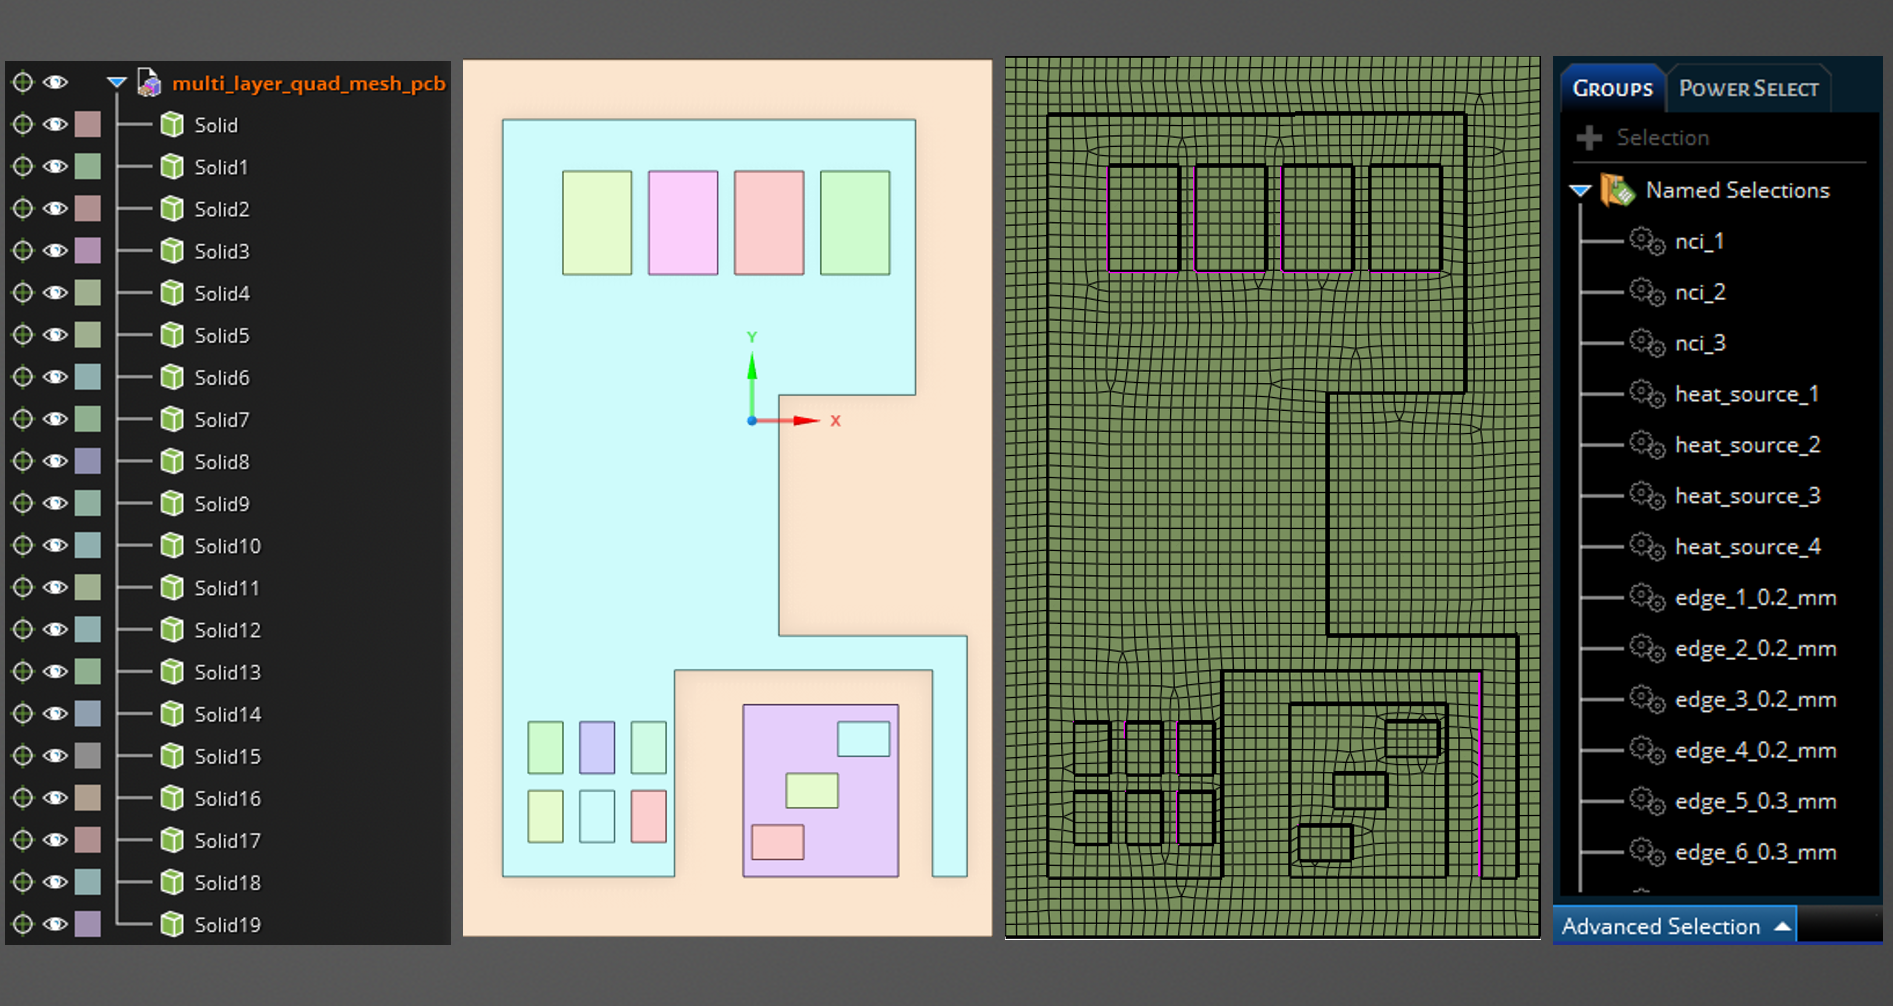 multi_layer_quad_mesh_pcb
Solid
Solid1
Solid2
Solid3
Solid4
Solid5
Solid6
Solid7
Solid8
Solid9
Solid10
Solid11
Solid12
Solid13
Solid14
Solid15
Solid16
Solid17
Solid18
Solid19
Y
X
GROUPS POWER SELECT
Selection
Named Selections
nci_1
nci_2
nci_3
heat_source_1
heat_source_2
heat_source_3
heat_source_4
edge_1_0.2_mm
edge_2_0.2_mm
edge_3_0.2_mm
edge_4_0.2_mm
edge_5_0.3_mm
edge_6_0.3_mm
Advanced Selection